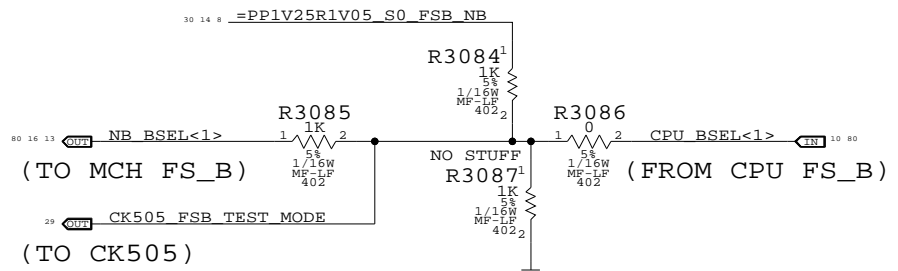 30 14 8 =PP1V25R1V05_S0_FSB_NB
R3084 1
1K
5%
1/16W
MF-LF
402 2
R3085
1K
1 2
5%
1/16W
MF-LF
402
R3086
0
1 2
5%
1/16W
MF-LF
402
80 16 13 OUT NB_BSEL<1>
CPU_BSEL<1> IN 10 80
(TO MCH FS_B)
(FROM CPU FS_B)
NO STUFF
R3087 1
1K
5%
1/16W
MF-LF
402 2
29 OUT CK505_FSB_TEST_MODE
(TO CK505)